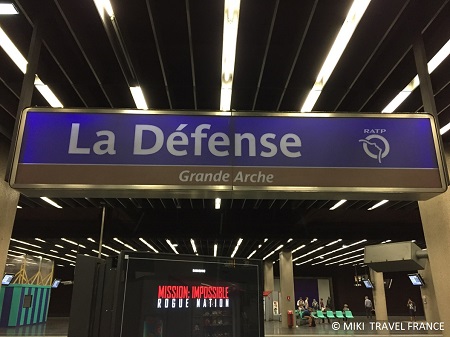 La Défense
RATP
Grande Arche
MISSION: IMPOSSIBLE
ROGUE NATION
© MIKI TRAVEL FRANCE